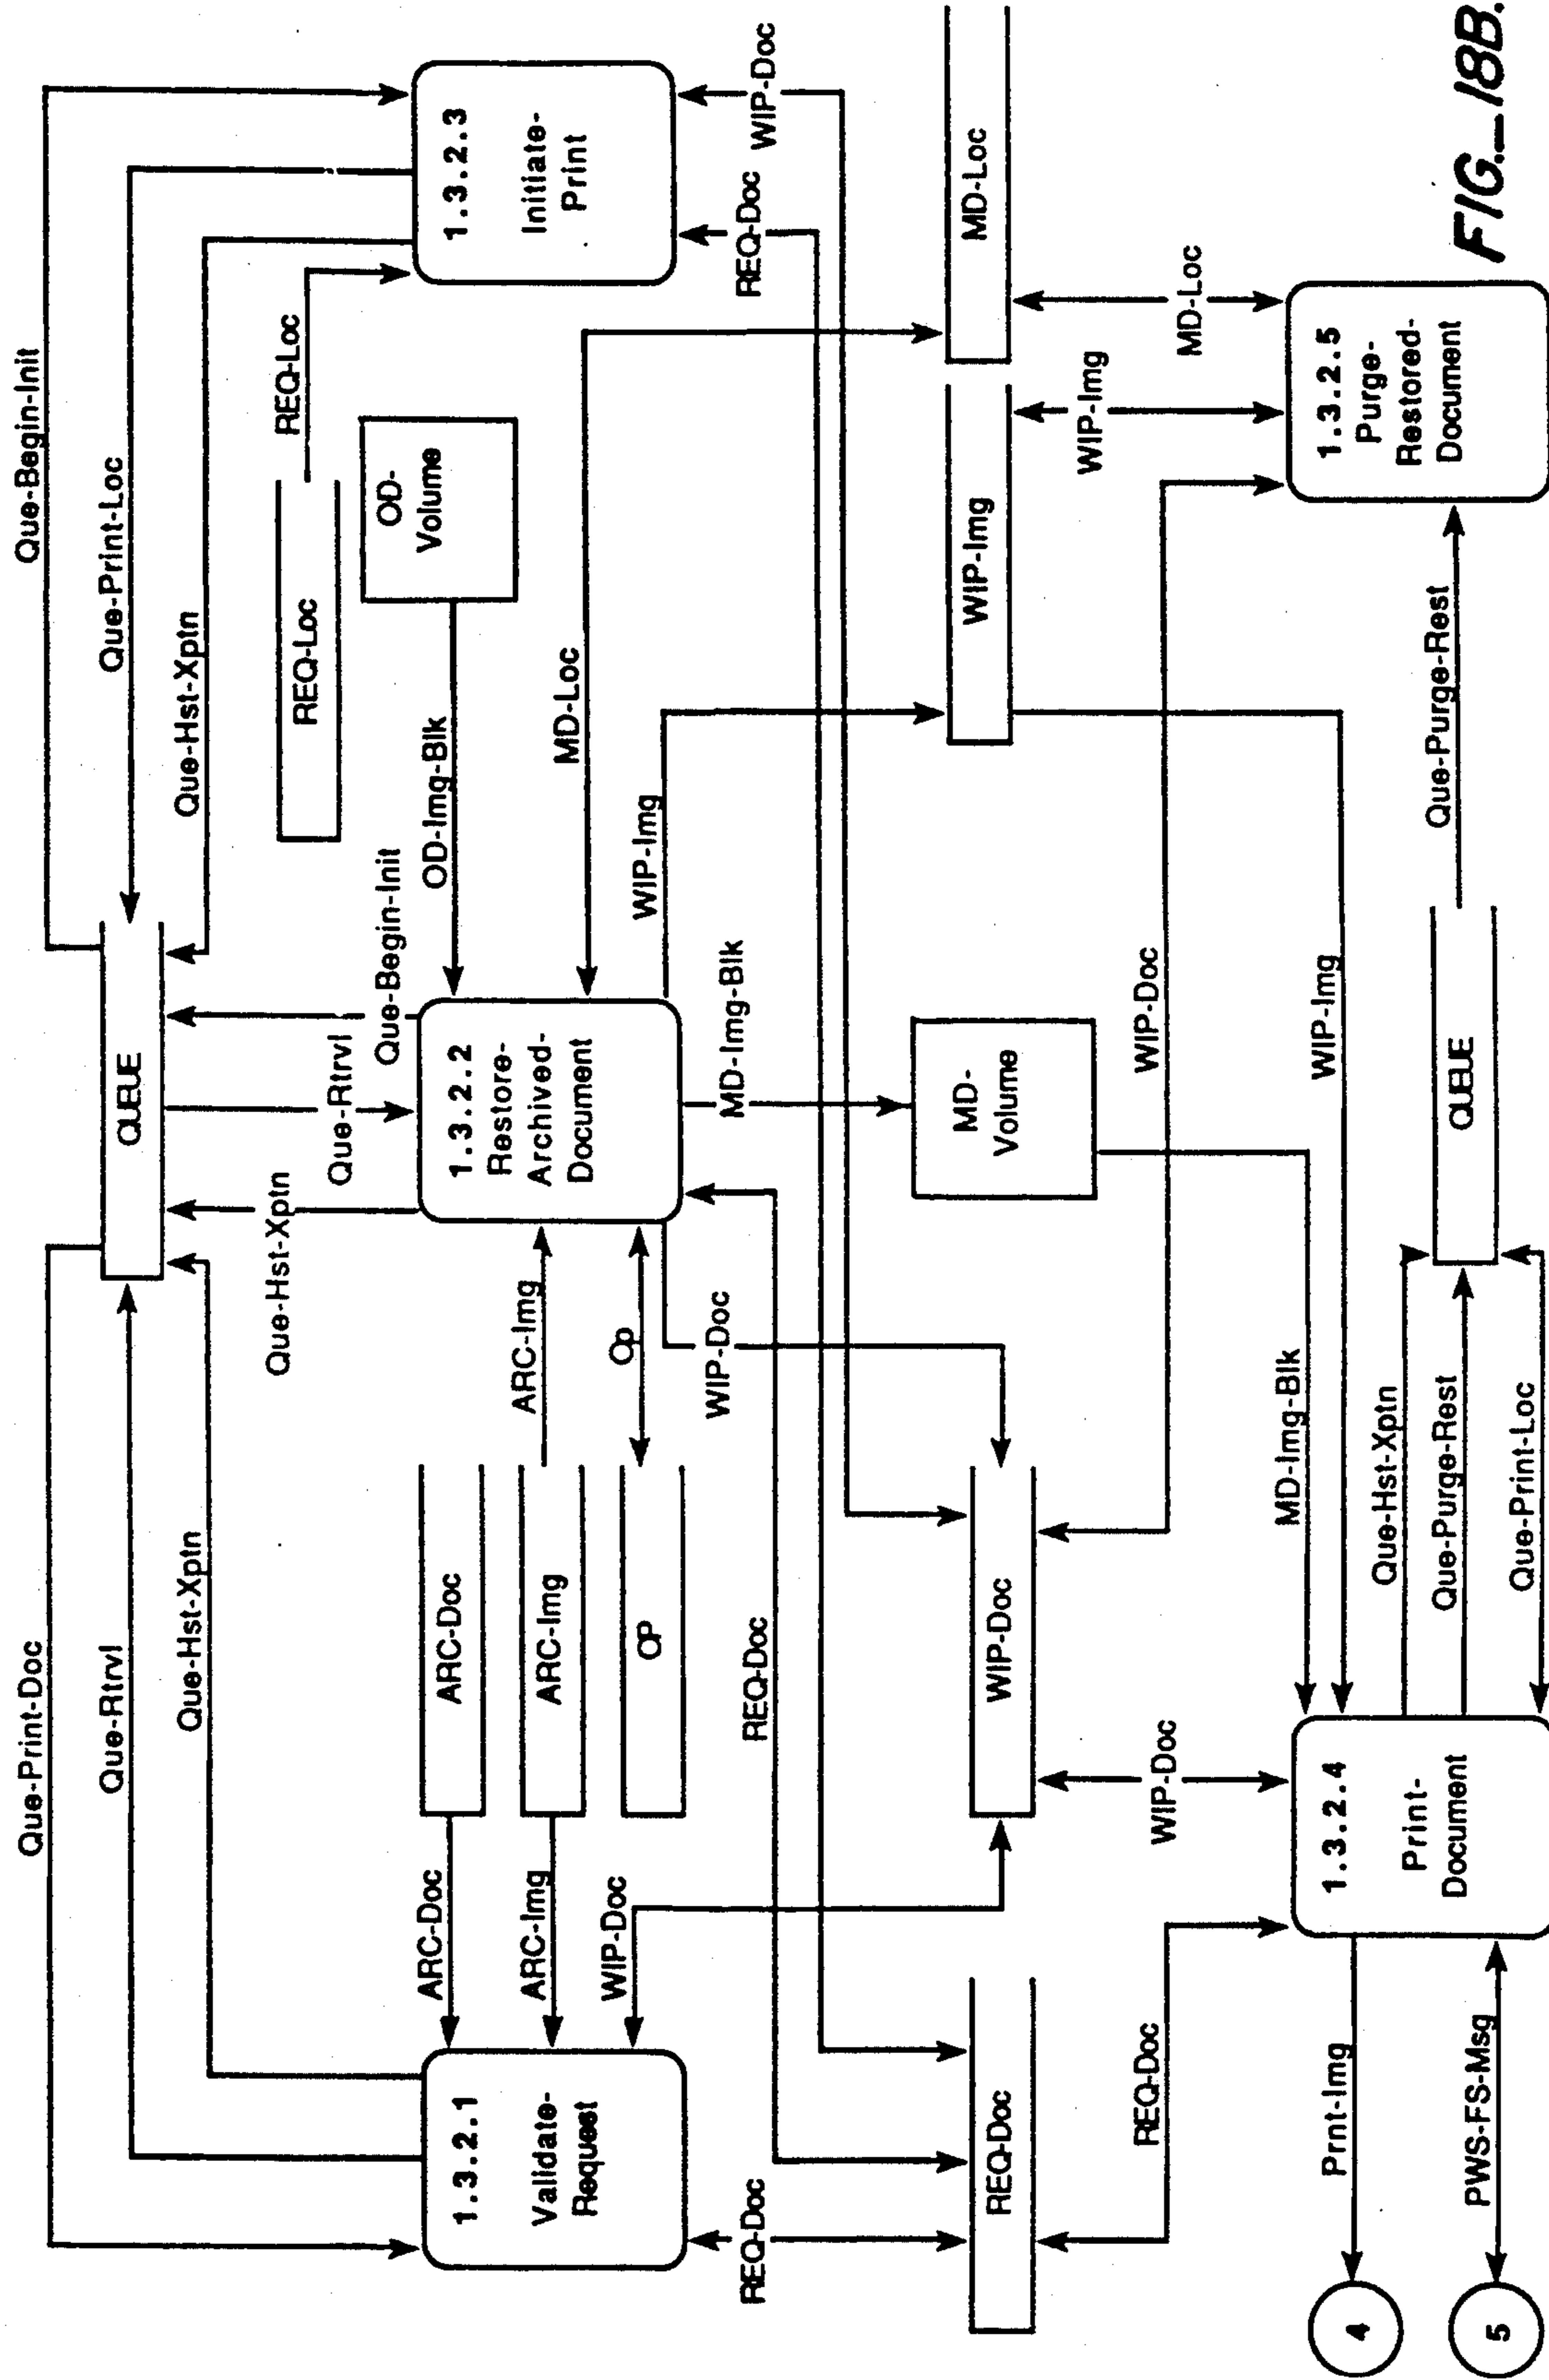 Que-Print-Doc
Que-Begin-Init
Que-Rtrvl
Que-Print-Loc
Que-Hst-Xptn
Que-Hst-Xptn
QUEUE
Que-Hst-Xptn
Que-Rtrvl
Que-Begin-Init
REQ-Loc
REQ-Loc
1.3.2.1
Validate-
Request
ARC-Doc
ARC-Doc
ARC-Img
ARC-Img
ARC-Img
WIP-Doc
OP
Op
1.3.2.2
Restore-
Archived-
Document
OD-Img-Blk
OD-
Volume
MD-Loc
1.3.2.3
Initiate-
Print
WIP-Img
REQ-Doc
REQ-Doc
WIP-Doc
MD-Img-Blk
REQ-Doc
WIP-Doc
REQ-Doc
WIP-Doc
MD-
Volume
WIP-Img
MD-Loc
REQ-Doc
WIP-Doc
WIP-Doc
WIP-Img
MD-Loc
Prnt-Img
4
1.3.2.4
Print-
Document
MD-Img-Blk
WIP-Img
1.3.2.5
Purge-
Restored-
Document
PWS-FS-Msg
5
Que-Hst-Xptn
Que-Purge-Rest
Que-Print-Loc
QUEUE
Que-Purge-Rest
FIG._18B.